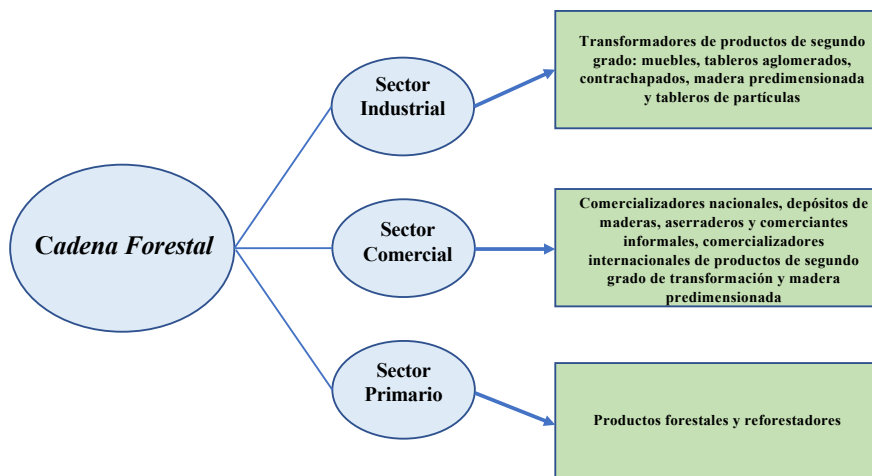 Transformadores de productos de segundo
grado: muebles, tableros aglomerados,
contrachapados, madera predimensionada
y tableros de partículas
Sector
Industrial
Cadena Forestal
Sector
Comercial
Comercializadores nacionales, depósitos de
maderas, aserraderos y comerciantes
informales, comercializadores
internacionales de productos de segundo
grado de transformación y madera
predimensionada
Sector
Primario
Productos forestales y reforestadores